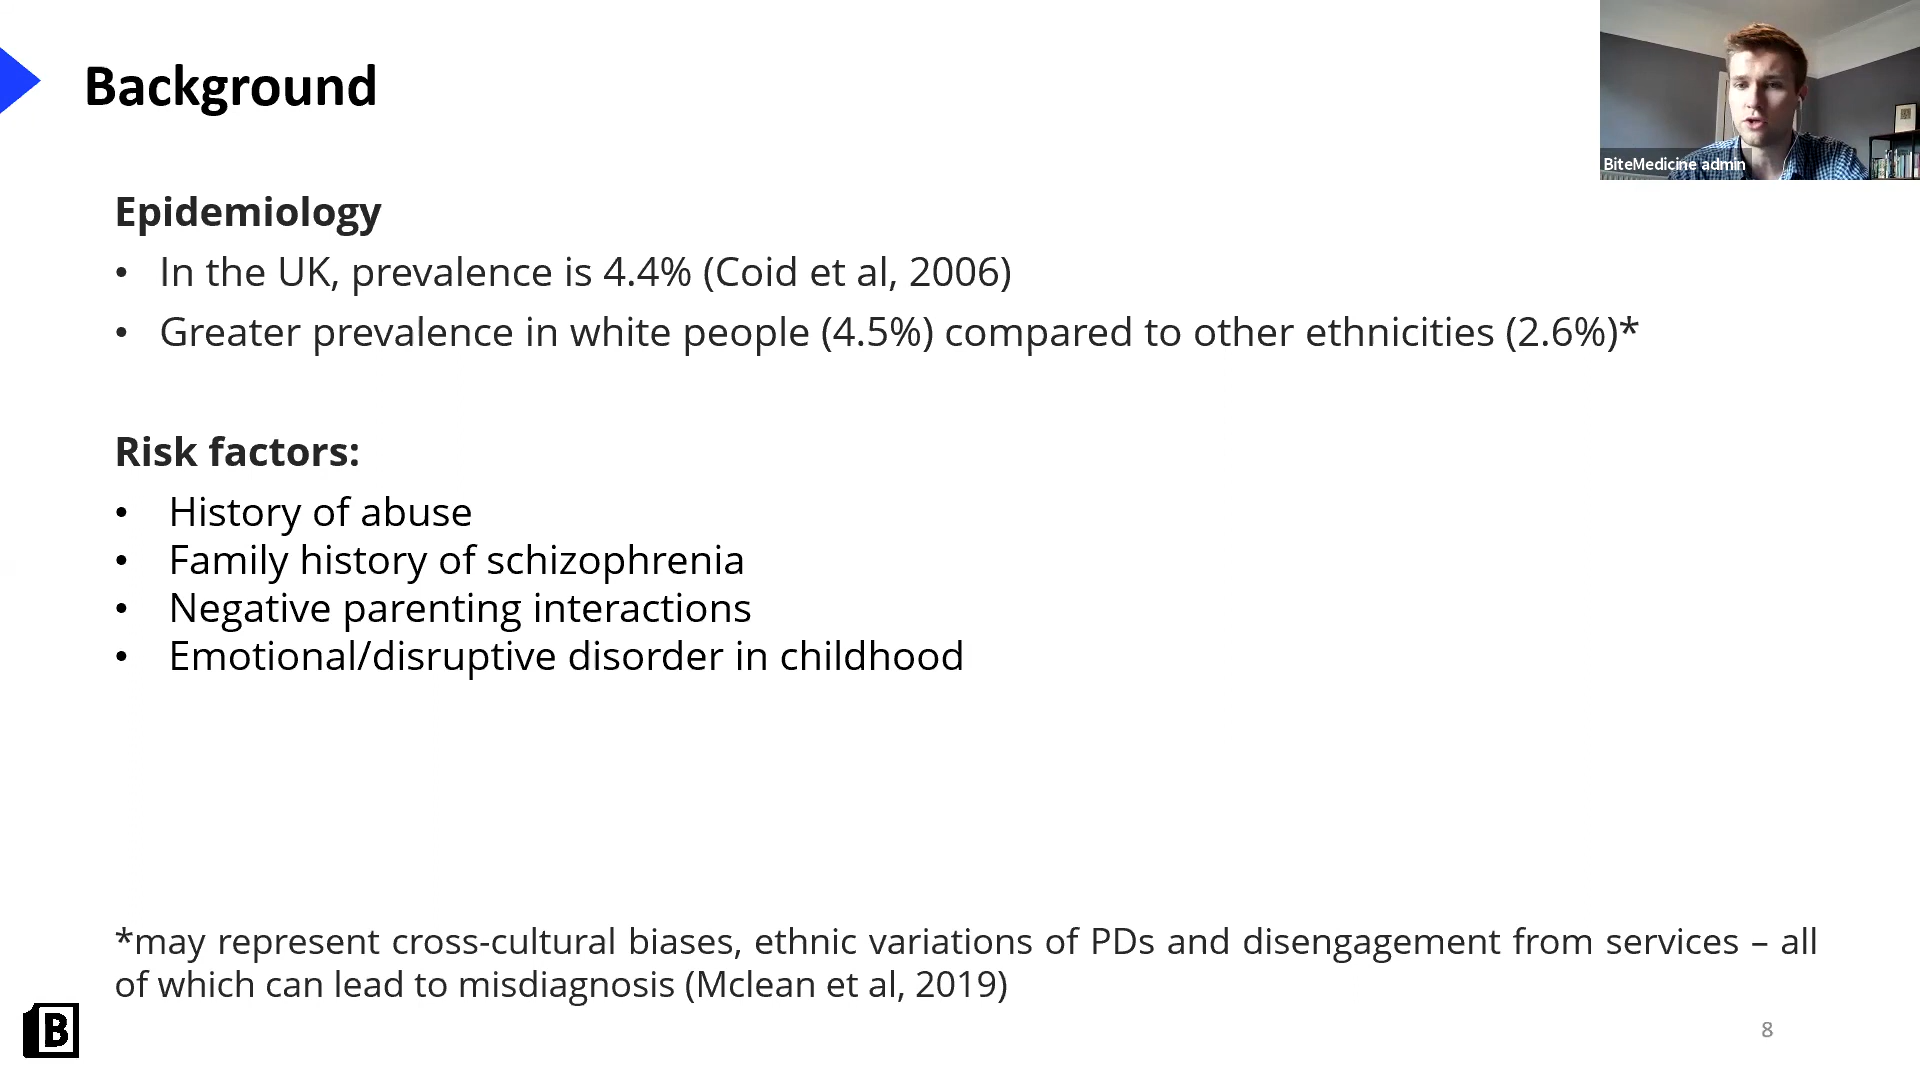 Background
BiteMedicine admin
Epidemiology
• In the UK, prevalence is 4.4% (Coid et al, 2006)
• Greater prevalence in white people (4.5%) compared to other ethnicities (2.6%)*
Risk factors:
• History of abuse
• Family history of schizophrenia
• Negative parenting interactions
• Emotional/disruptive disorder in childhood
*may represent cross-cultural biases, ethnic variations of PDs and disengagement from services – all
of which can lead to misdiagnosis (Mclean et al, 2019)
B
8